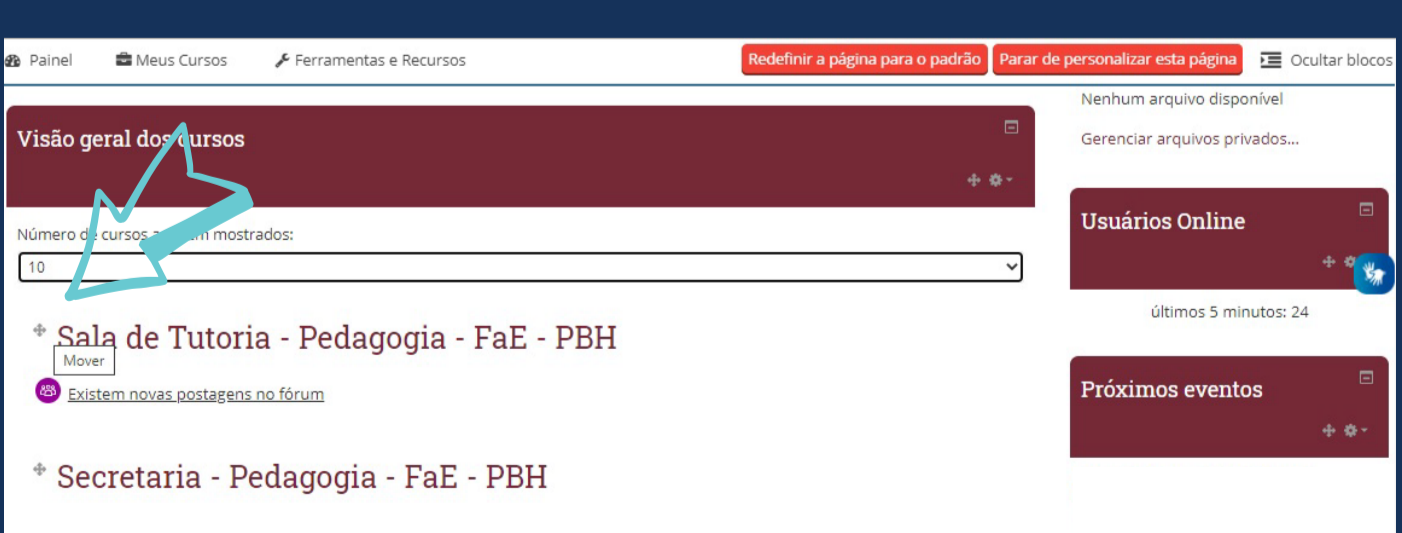 Painel
Meus Cursos
Ferramentas e Recursos
Redefinir a página para o padrão
Parar de personalizar esta página
Ocultar blocos
Visão geral dos cursos
Número de cursos a mostrados:
10
Sala de Tutoria - Pedagogia - FaE - PBH
Mover
Existem novas postagens no fórum
Secretaria - Pedagogia - FaE - PBH
Nenhum arquivo disponível
Gerenciar arquivos privados...
Usuários Online
últimos 5 minutos: 24
Próximos eventos